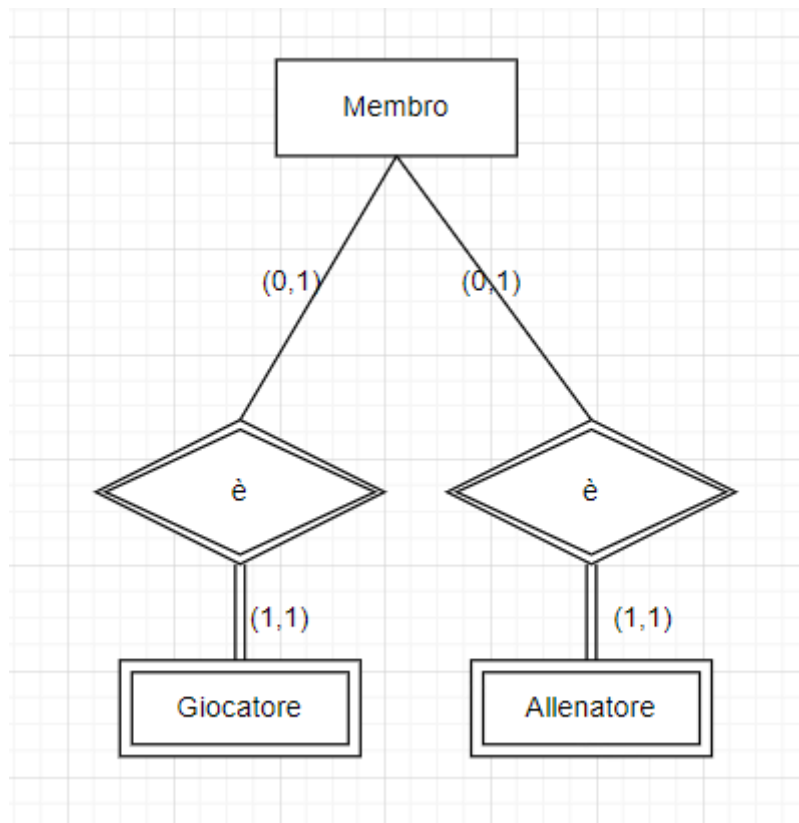 Membro
(0,1) (0,1)
è è
(1,1) (1,1)
Giocatore Allenatore